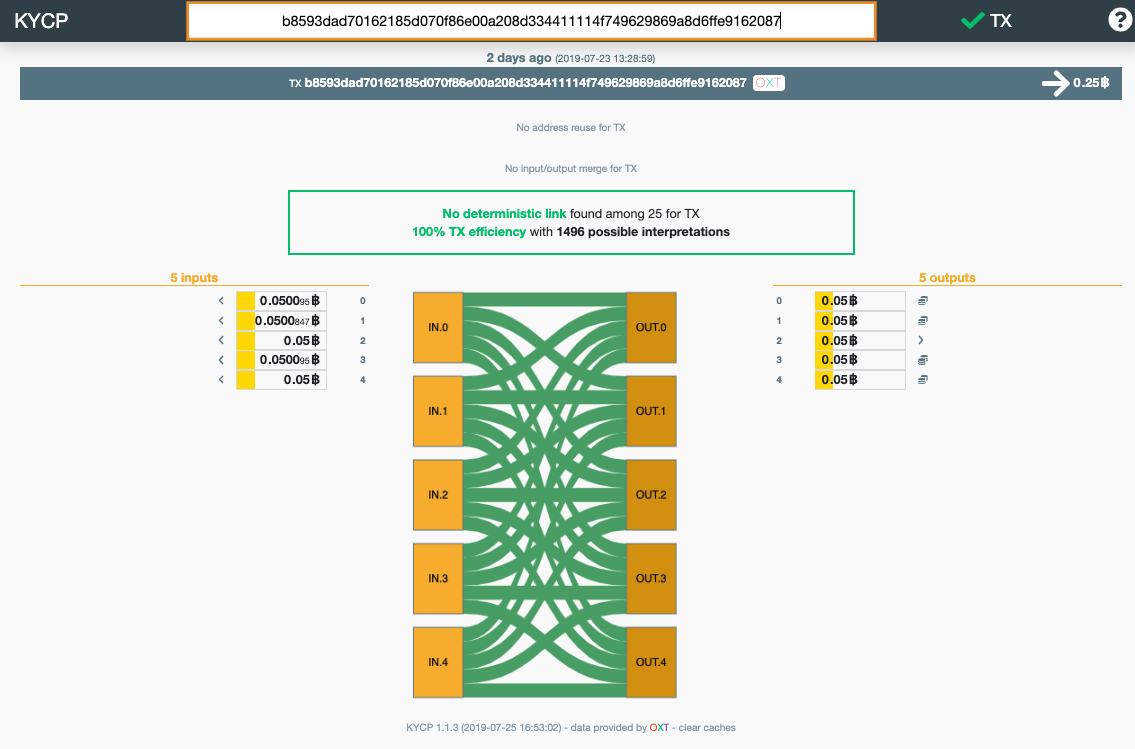 KYCP
b8593dad70162185d070f86e00a208d334411114f749629869a8d6ffe9162087
TX
?
2 days ago (2019-07-23 13:28:59)
TX b8593dad70162185d070f86e00a208d334411114f749629869a8d6ffe9162087 OXT
0.25฿
No address reuse for TX
No input/output merge for TX
No deterministic link found among 25 for TX
100% TX efficiency with 1496 possible interpretations
5 inputs
< 0.050095 ฿ 0
< 0.0500847 ฿ 1
< 0.05 ฿ 2
< 0.050095 ฿ 3
< 0.05 ฿ 4
IN.0
IN.1
IN.2
IN.3
IN.4
OUT.0
OUT.1
OUT.2
OUT.3
OUT.4
5 outputs
0 0.05 ฿
1 0.05 ฿
2 0.05 ฿ >
3 0.05 ฿
4 0.05 ฿
KYCP 1.1.3 (2019-07-25 16:53:02) - data provided by OXT - clear caches